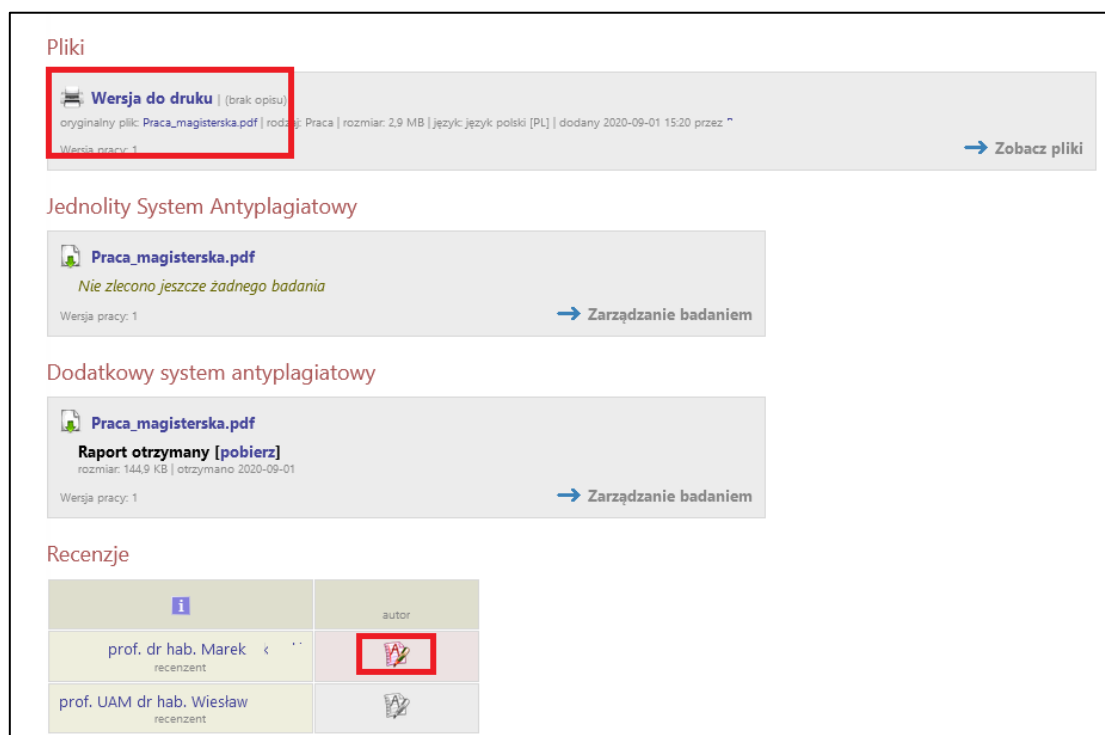 Pliki
Wersja do druku | (brak opisu)
oryginalny plik: Praca_magisterska.pdf | rodzaj: Praca | rozmiar: 2,9 MB | język: język polski [PL] | dodany 2020-09-01 15:20 przez
Wersja pracy: 1
Zobacz pliki
Jednolity System Antyplagiatowy
Praca_magisterska.pdf
Nie zlecono jeszcze żadnego badania
Wersja pracy: 1
Zarządzanie badaniem
Dodatkowy system antyplagiatowy
Praca_magisterska.pdf
Raport otrzymany [pobierz]
rozmiar: 144,9 KB | otrzymano 2020-09-01
Wersja pracy: 1
Zarządzanie badaniem
Recenzje
i
autor
prof. dr hab. Marek
recenzent
prof. UAM dr hab. Wiesław
recenzent